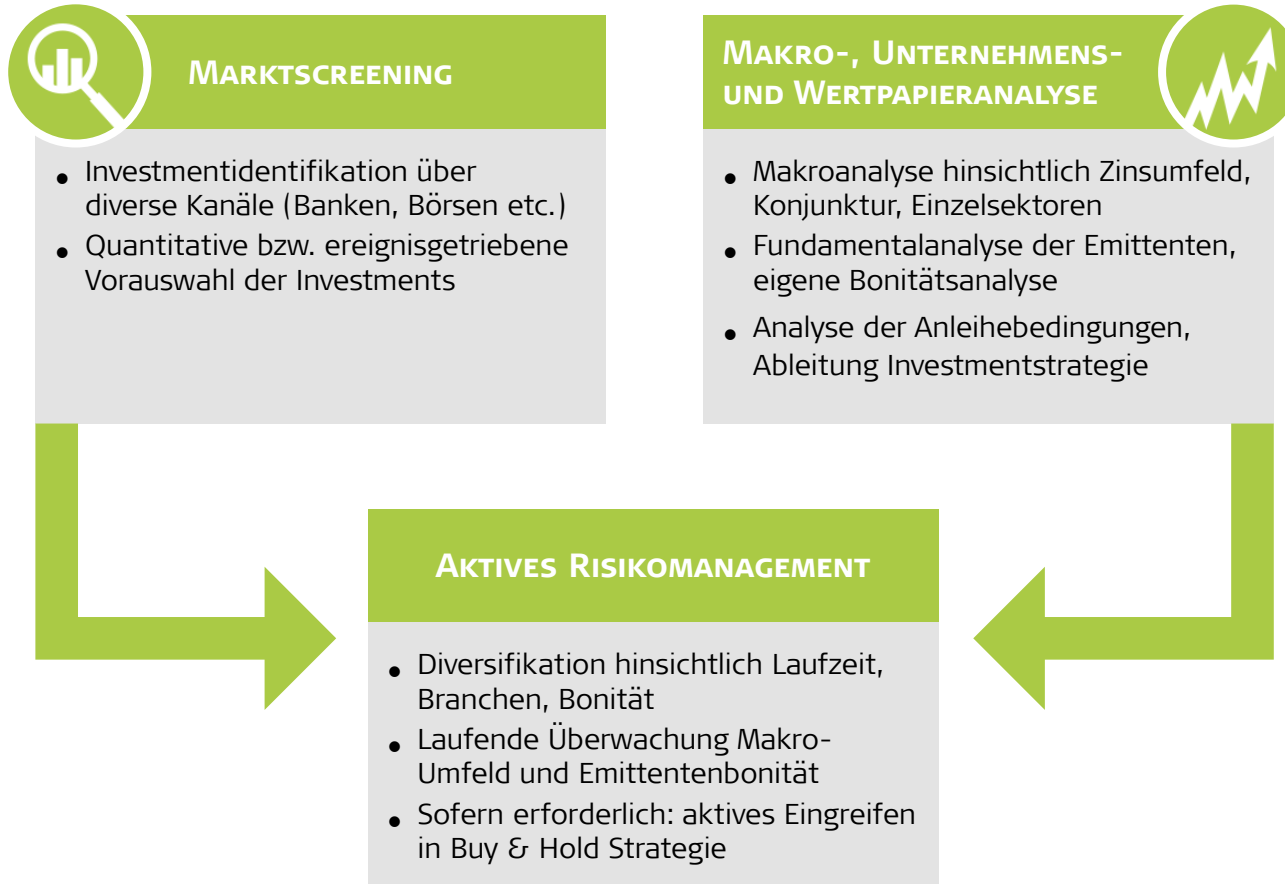 Marktscreening
Investmentidentifikation über
diverse Kanäle (Banken, Börsen etc.)
Quantitative bzw. ereignisgetriebene
Vorauswahl der Investments
Makro-, Unternehmens-
und Wertpapieranalyse
Makroanalyse hinsichtlich Zinsumfeld,
Konjunktur, Einzelsektoren
Fundamentalanalyse der Emittenten,
eigene Bonitätsanalyse
Analyse der Anleihebedingungen,
Ableitung Investmentstrategie
Aktives Risikomanagement
Diversifikation hinsichtlich Laufzeit,
Branchen, Bonität
Laufende Überwachung Makro-
Umfeld und Emittentenbonität
Sofern erforderlich: aktives Eingreifen
in Buy & Hold Strategie